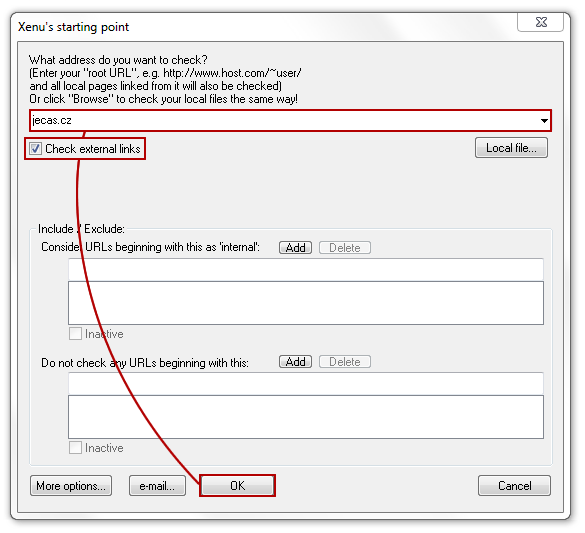 Xenu's starting point
What address do you want to check?
(Enter your "root URL", e.g. http://www.host.com/~user/
and all local pages linked from it will also be checked)
Or click "Browse" to check your local files the same way!
jecas.cz
Check external links
Local file...
Include / Exclude:
Consider URLs beginning with this as 'internal': Add Delete
Inactive
Do not check any URLs beginning with this: Add Delete
Inactive
More options... e-mail... OK Cancel